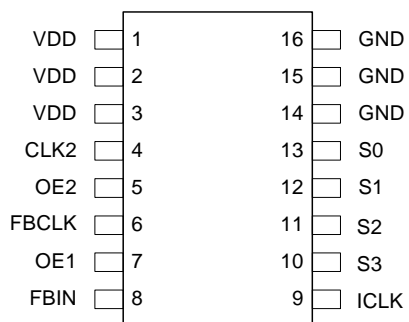 VDD 1 16 GND
VDD 2 15 GND
VDD 3 14 GND
CLK2 4 13 S0
OE2 5 12 S1
FBCLK 6 11 S2
OE1 7 10 S3
FBIN 8 9 ICLK